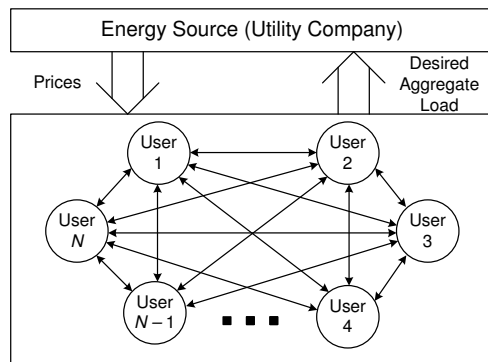 Energy Source (Utility Company)
Prices
Desired
Aggregate
Load
User
1
User
2
User
N
User
3
User
N – 1
User
4